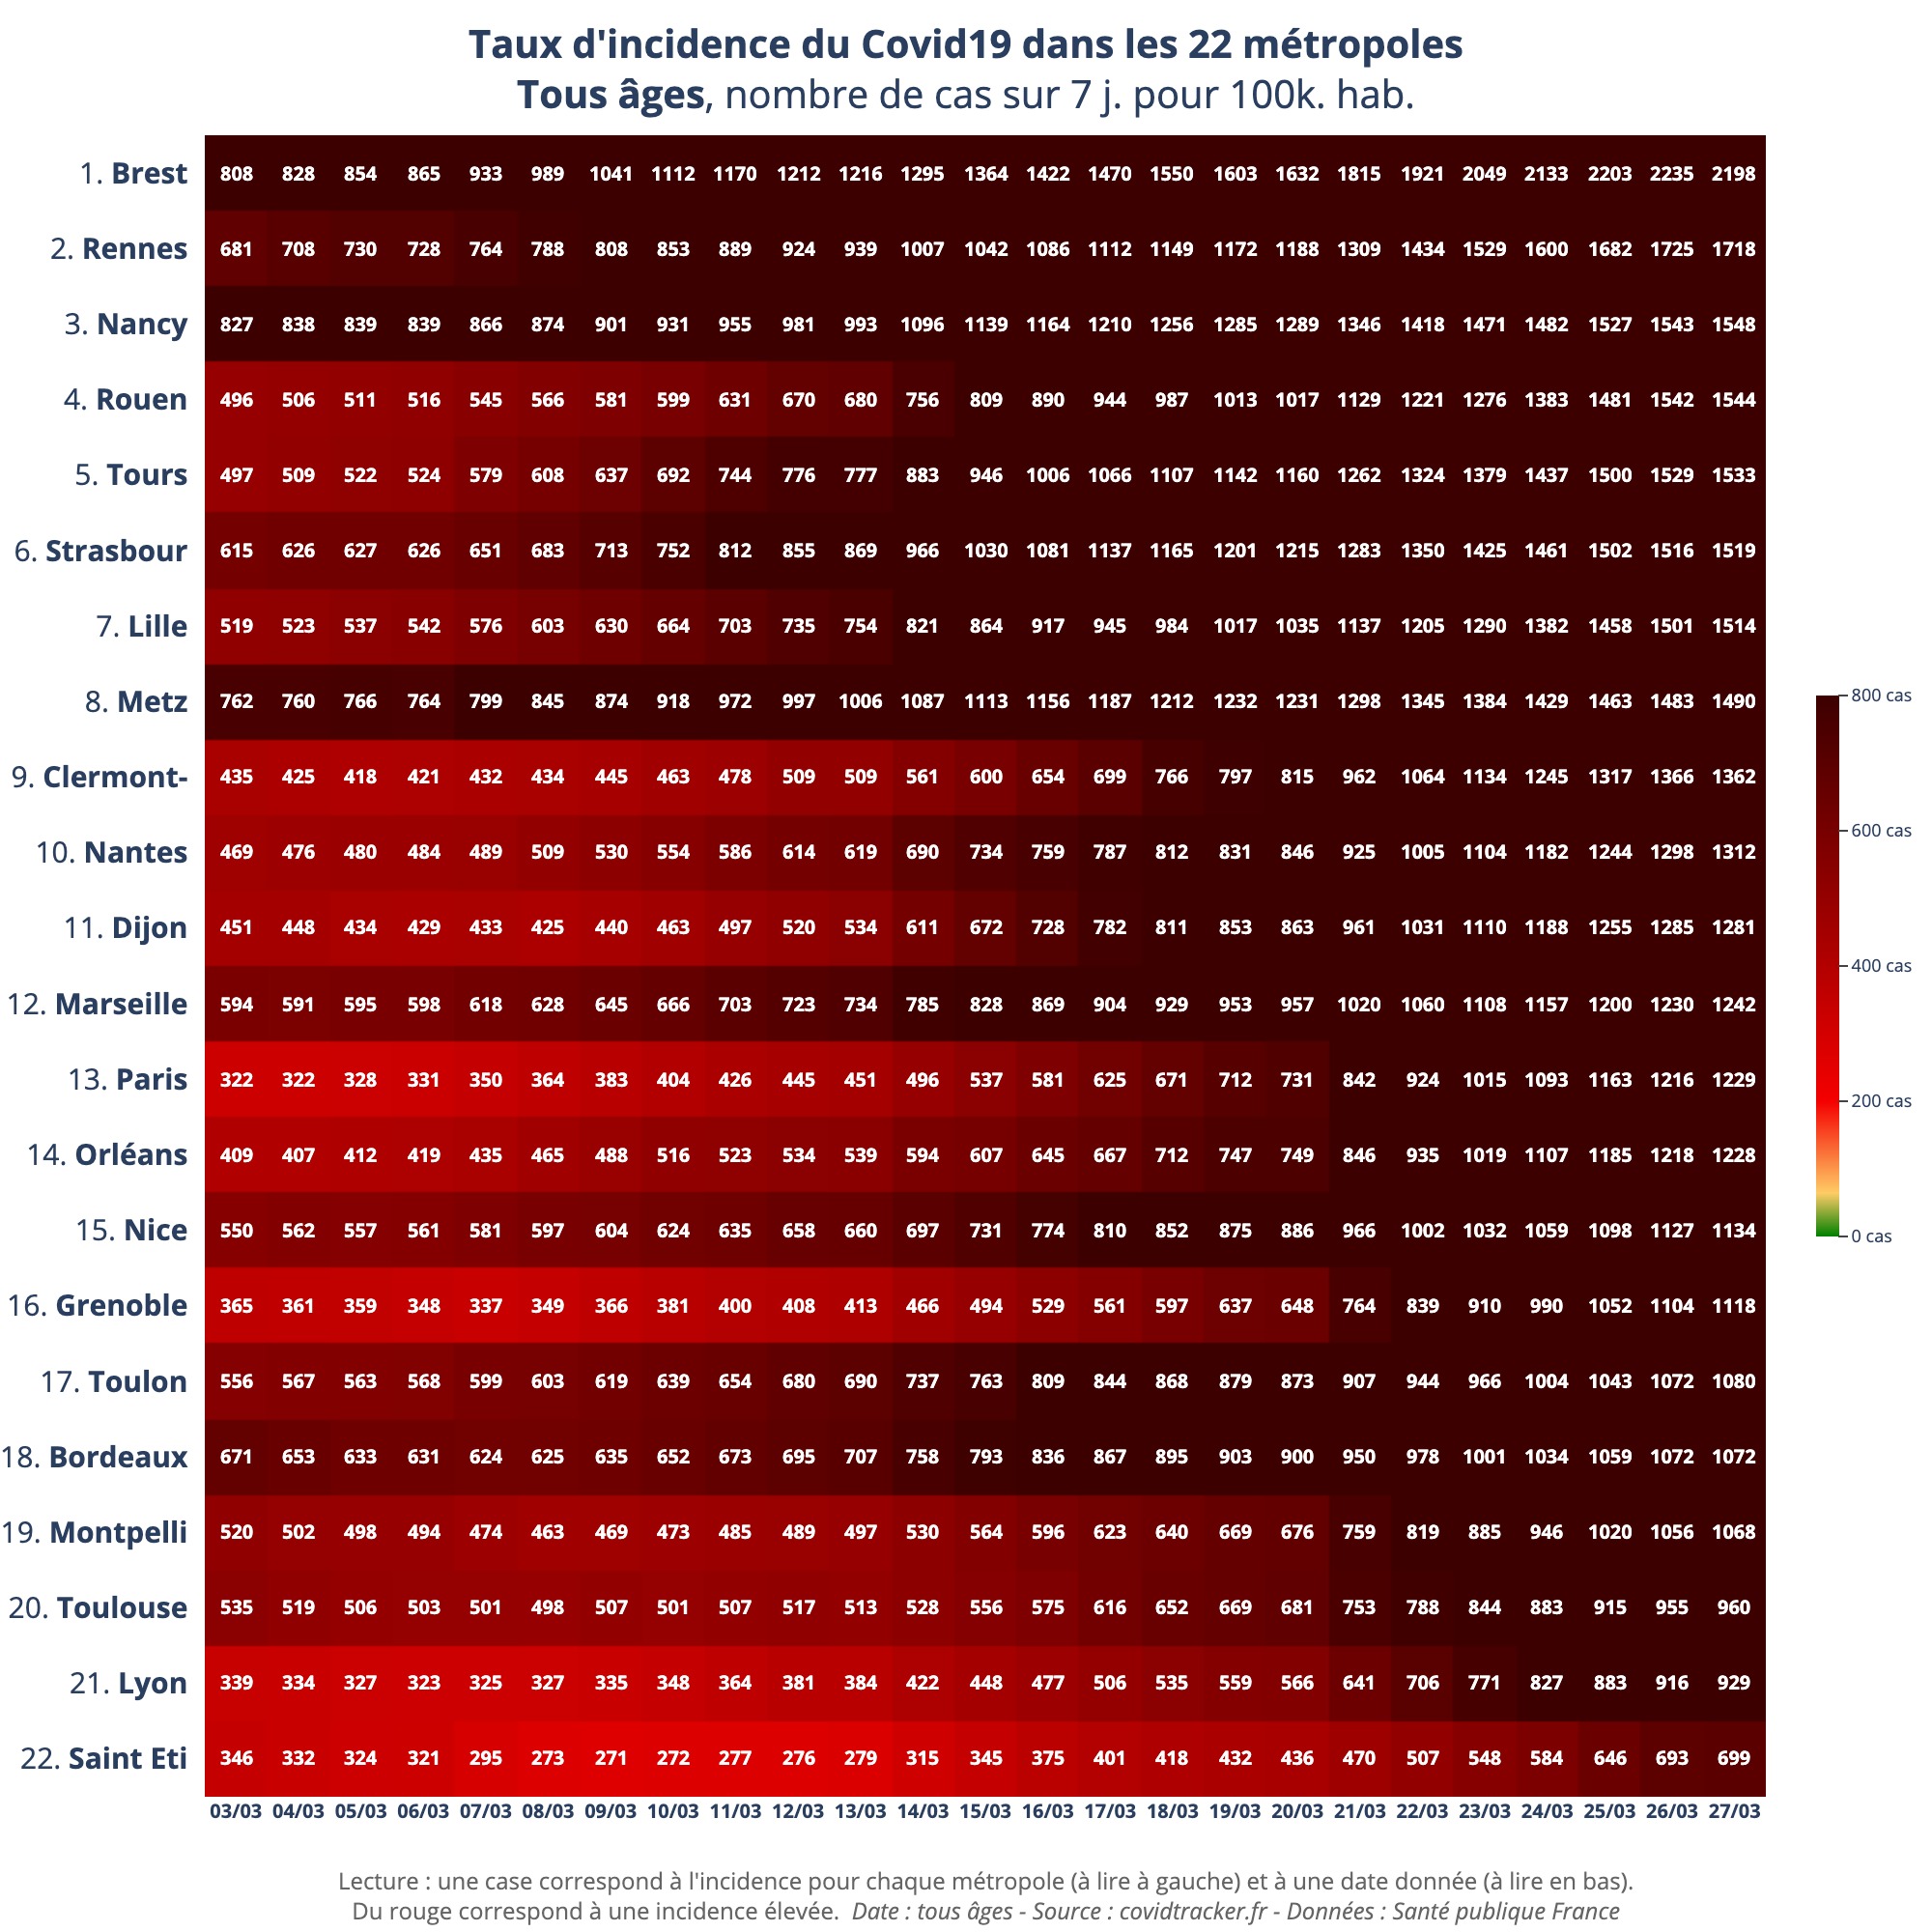 Taux d'incidence du Covid19 dans les 22 métropoles
Tous âges, nombre de cas sur 7 j. pour 100k. hab.
1. Brest 808 828 854 865 933 989 1041 1112 1170 1212 1216 1295 1364 1422 1470 1550 1603 1632 1815 1921 2049 2133 2203 2235 2198
2. Rennes 681 708 730 728 764 788 808 853 889 924 939 1007 1042 1086 1112 1149 1172 1188 1309 1434 1529 1600 1682 1725 1718
3. Nancy 827 838 839 839 866 874 901 931 955 981 993 1096 1139 1164 1210 1256 1285 1289 1346 1418 1471 1482 1527 1543 1548
4. Rouen 496 506 511 516 545 566 581 599 631 670 680 756 809 890 944 987 1013 1017 1129 1221 1276 1383 1481 1542 1544
5. Tours 497 509 522 524 579 608 637 692 744 776 777 883 946 1006 1066 1107 1142 1160 1262 1324 1379 1437 1500 1529 1533
6. Strasbour 615 626 627 626 651 683 713 752 812 855 869 966 1030 1081 1137 1165 1201 1215 1283 1350 1425 1461 1502 1516 1519
7. Lille 519 523 537 542 576 603 630 664 703 735 754 821 864 917 945 984 1017 1035 1137 1205 1290 1382 1458 1501 1514
8. Metz 762 760 766 764 799 845 874 918 972 997 1006 1087 1113 1156 1187 1212 1232 1231 1298 1345 1384 1429 1463 1483 1490
9. Clermont- 435 425 418 421 432 434 445 463 478 509 509 561 600 654 699 766 797 815 962 1064 1134 1245 1317 1366 1362
10. Nantes 469 476 480 484 489 509 530 554 586 614 619 690 734 759 787 812 831 846 925 1005 1104 1182 1244 1298 1312
11. Dijon 451 448 434 429 433 425 440 463 497 520 534 611 672 728 782 811 853 863 961 1031 1110 1188 1255 1285 1281
12. Marseille 594 591 595 598 618 628 645 666 703 723 734 785 828 869 904 929 953 957 1020 1060 1108 1157 1200 1230 1242
13. Paris 322 322 328 331 350 364 383 404 426 445 451 496 537 581 625 671 712 731 842 924 1015 1093 1163 1216 1229
14. Orléans 409 407 412 419 435 465 488 516 523 534 539 594 607 645 667 712 747 749 846 935 1019 1107 1185 1218 1228
15. Nice 550 562 557 561 581 597 604 624 635 658 660 697 731 774 810 852 875 886 966 1002 1032 1059 1098 1127 1134
16. Grenoble 365 361 359 348 337 349 366 381 400 408 413 466 494 529 561 597 637 648 764 839 910 990 1052 1104 1118
17. Toulon 556 567 563 568 599 603 619 639 654 680 690 737 763 809 844 868 879 873 907 944 966 1004 1043 1072 1080
18. Bordeaux 671 653 633 631 624 625 635 652 673 695 707 758 793 836 867 895 903 900 950 978 1001 1034 1059 1072 1072
19. Montpelli 520 502 498 494 474 463 469 473 485 489 497 530 564 596 623 640 669 676 759 819 885 946 1020 1056 1068
20. Toulouse 535 519 506 503 501 498 507 501 507 517 513 528 556 575 616 652 669 681 753 788 844 883 915 955 960
21. Lyon 339 334 327 323 325 327 335 348 364 381 384 422 448 477 506 535 559 566 641 706 771 827 883 916 929
22. Saint Eti 346 332 324 321 295 273 271 272 277 276 279 315 345 375 401 418 432 436 470 507 548 584 646 693 699
03/03 04/03 05/03 06/03 07/03 08/03 09/03 10/03 11/03 12/03 13/03 14/03 15/03 16/03 17/03 18/03 19/03 20/03 21/03 22/03 23/03 24/03 25/03 26/03 27/03
800 cas
600 cas
400 cas
200 cas
0 cas
Lecture : une case correspond à l'incidence pour chaque métropole (à lire à gauche) et à une date donnée (à lire en bas).
Du rouge correspond à une incidence élevée. Date : tous âges - Source : covidtracker.fr - Données : Santé publique France